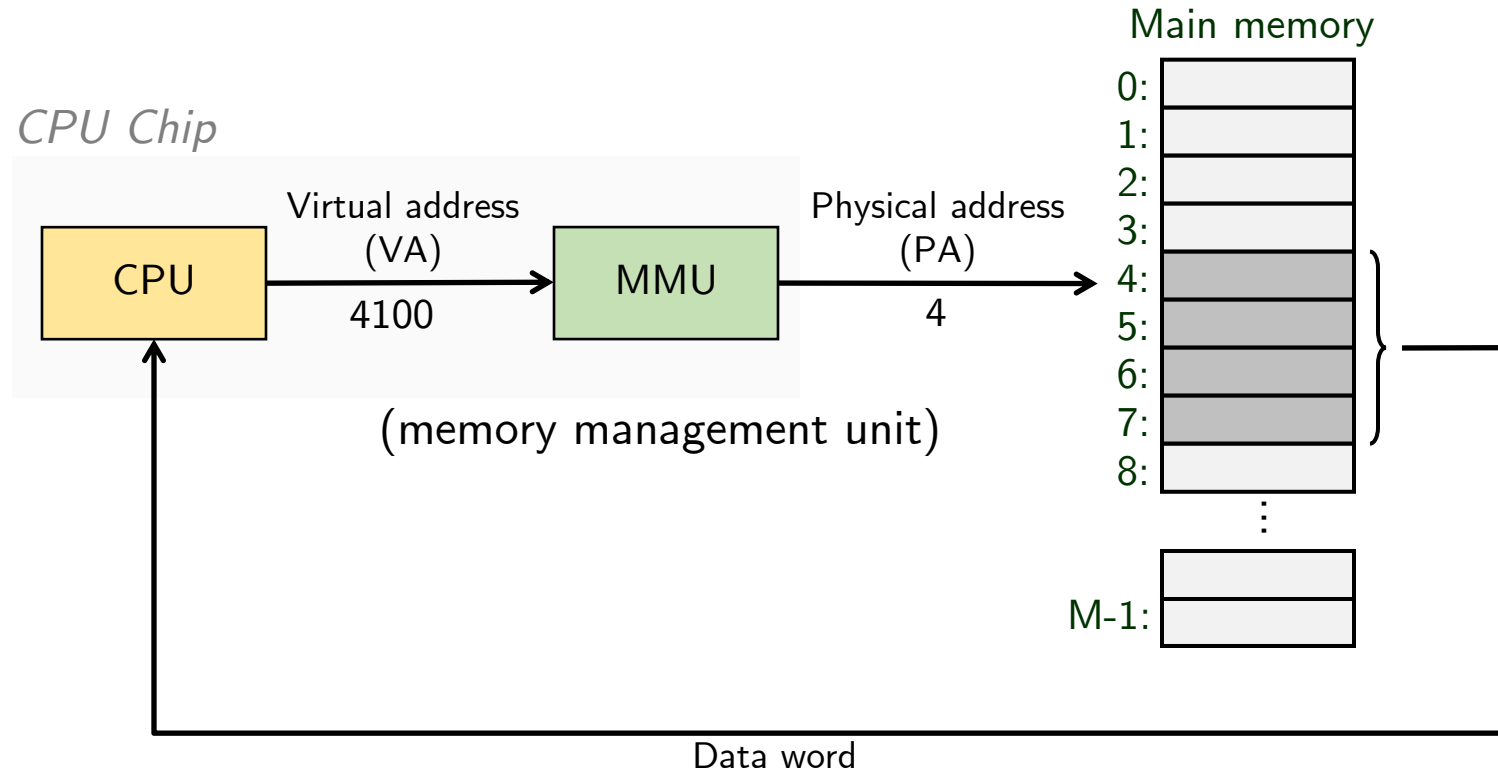 Main memory
CPU Chip
Virtual address
(VA)
4100
CPU
MMU
Physical address
(PA)
4
(memory management unit)
0:
1:
2:
3:
4:
5:
6:
7:
8:
⋮
M-1:
Data word